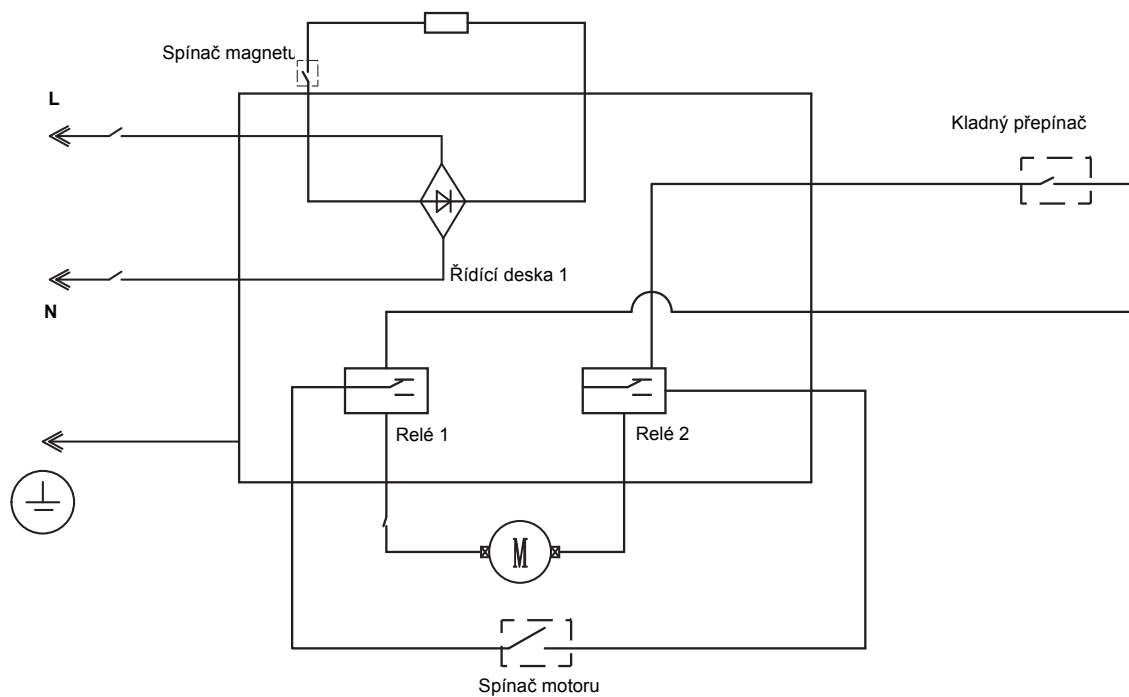 Spínač magnetu
L
Kladný přepínač
Řídící deska 1
N
Relé 1
Relé 2
M
Spínač motoru